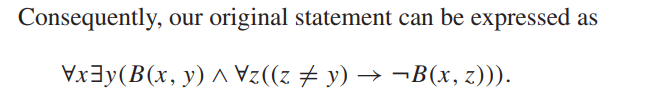 Consequently, our original statement can be expressed as
∀x∃y(B(x, y) ∧ ∀z((z ≠ y) → ¬B(x, z))).